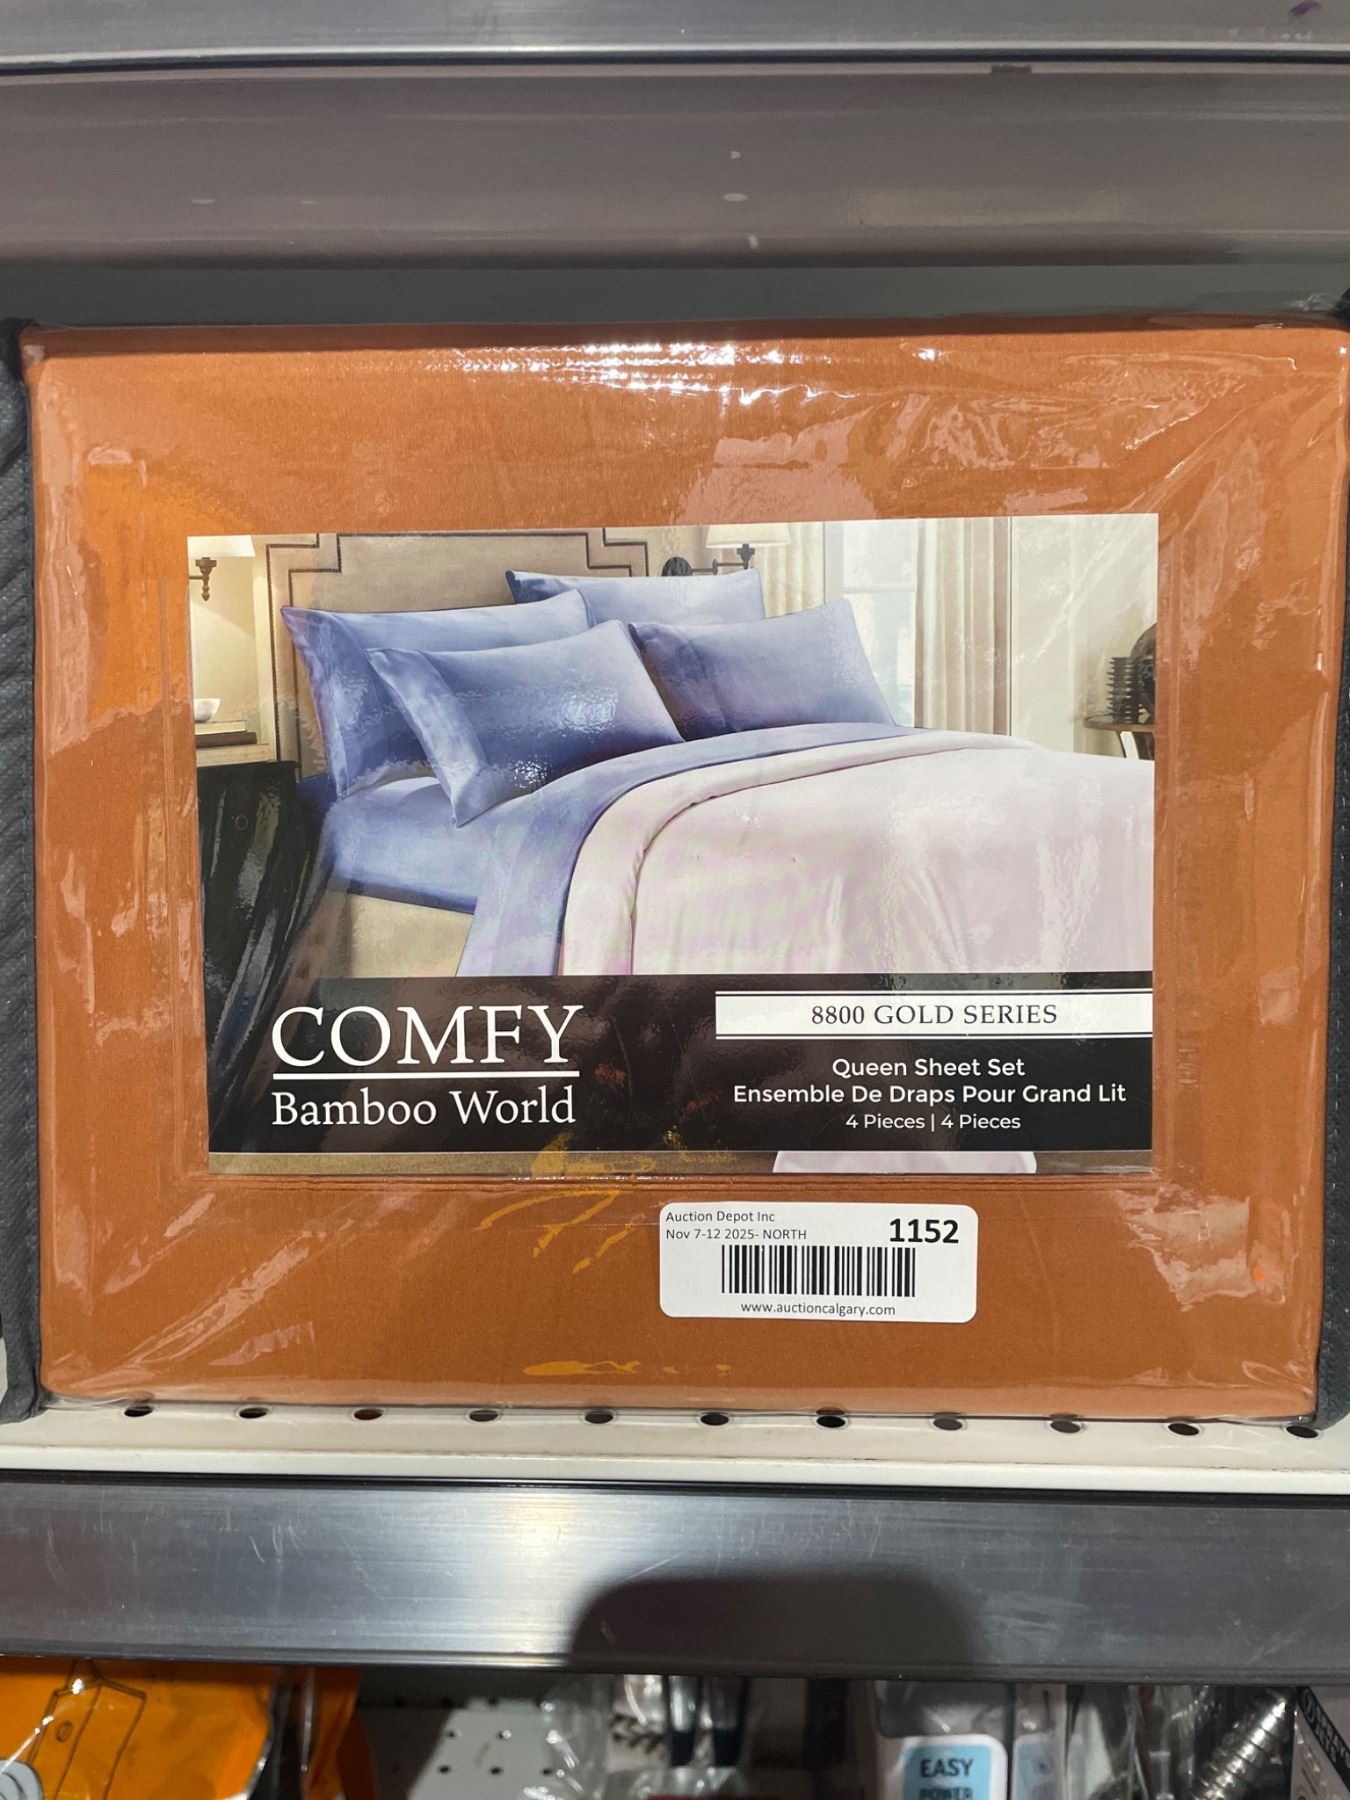 COMFY
Bamboo World
8800 GOLD SERIES
Queen Sheet Set
Ensemble De Draps Pour Grand Lit
4 Pieces | 4 Pieces
Auction Depot Inc
Nov 7-12 2025- NORTH
1152
www.auctioncalgary.com
EASY
POWER